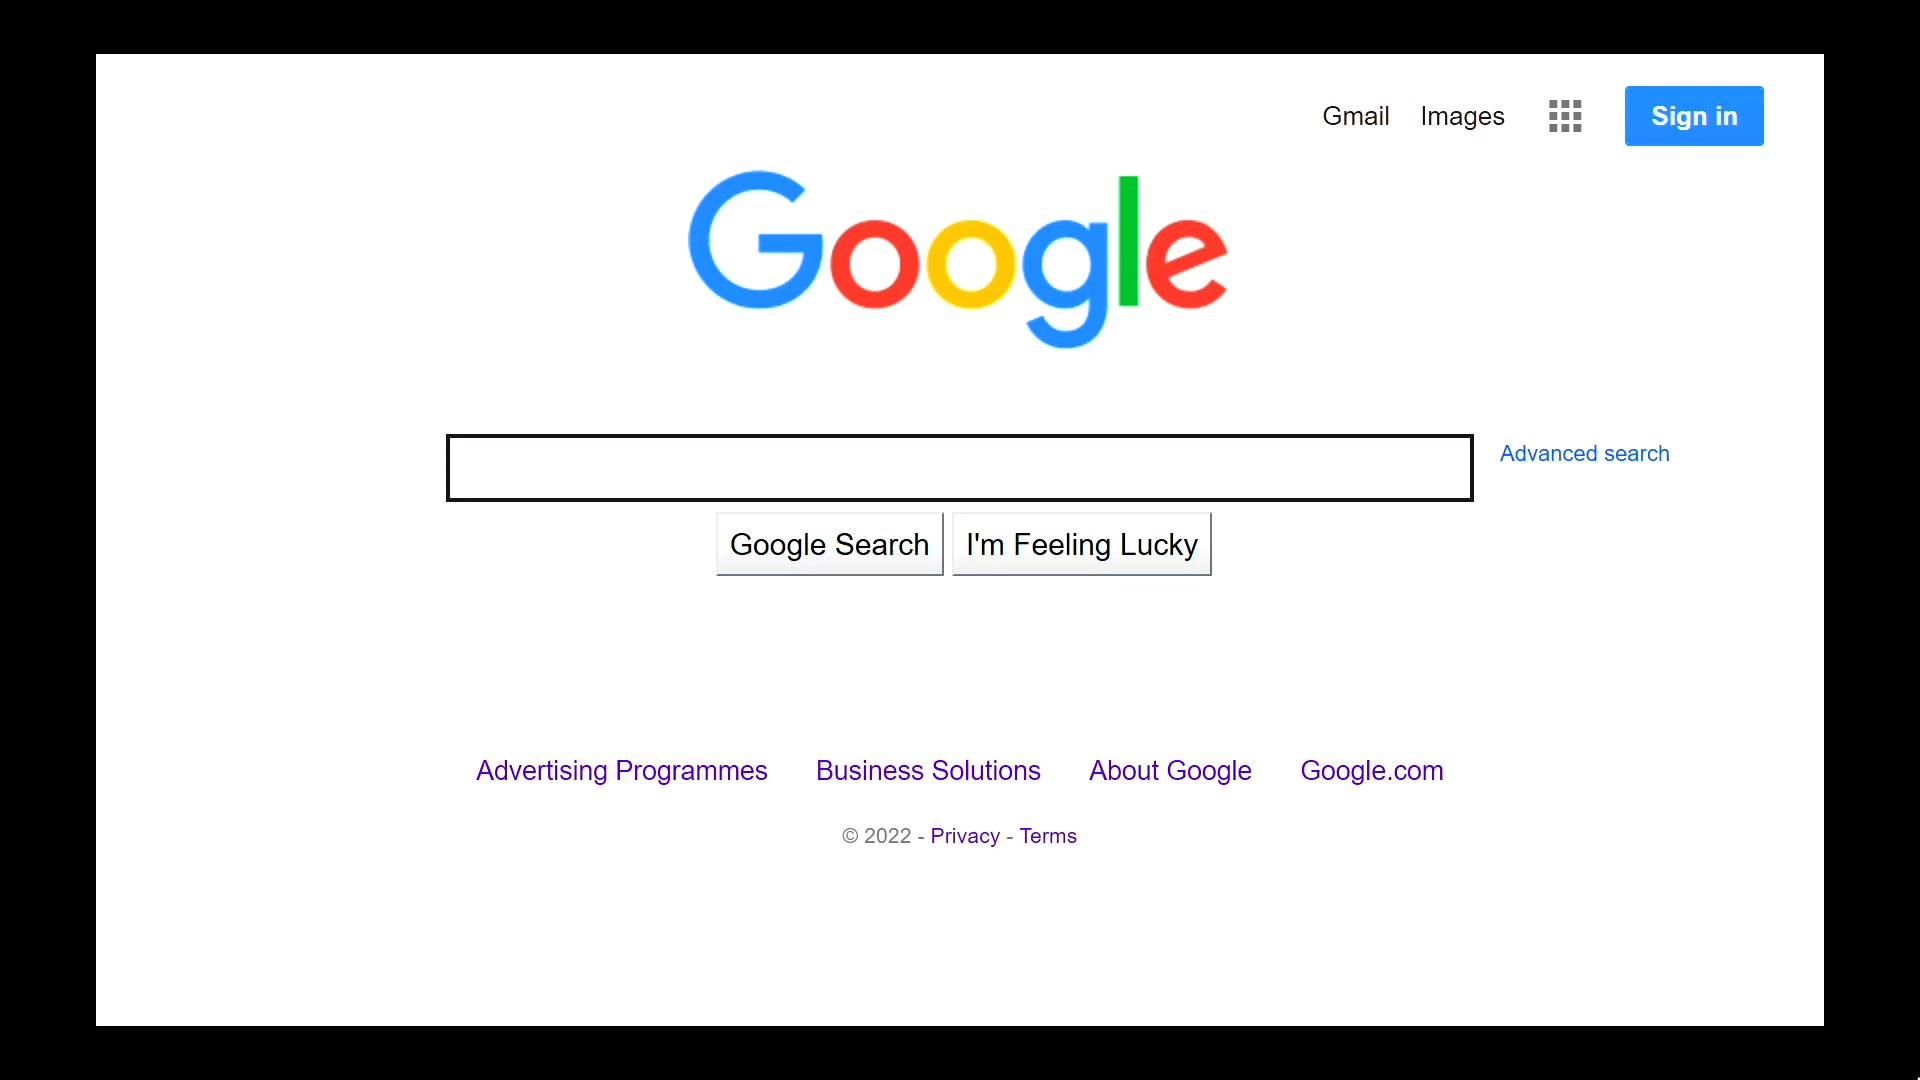 Gmail Images Sign in
Google
Advanced search
Google Search I'm Feeling Lucky
Advertising Programmes Business Solutions About Google Google.com
© 2022 - Privacy - Terms